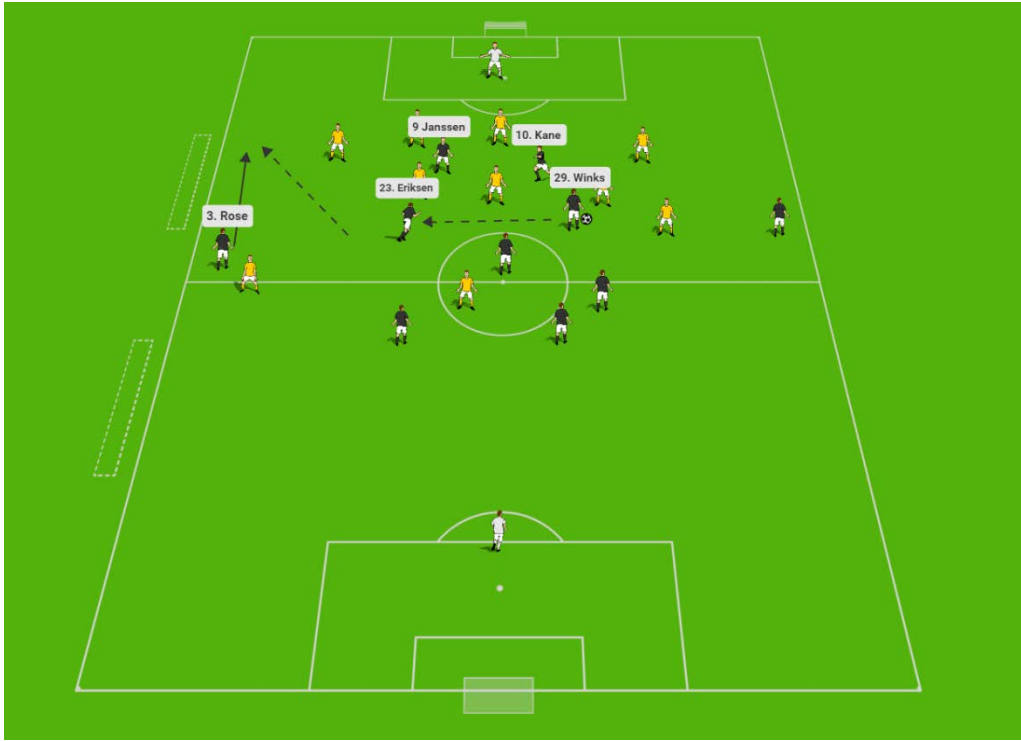 9 Janssen
10. Kane
29. Winks
23. Eriksen
3. Rose